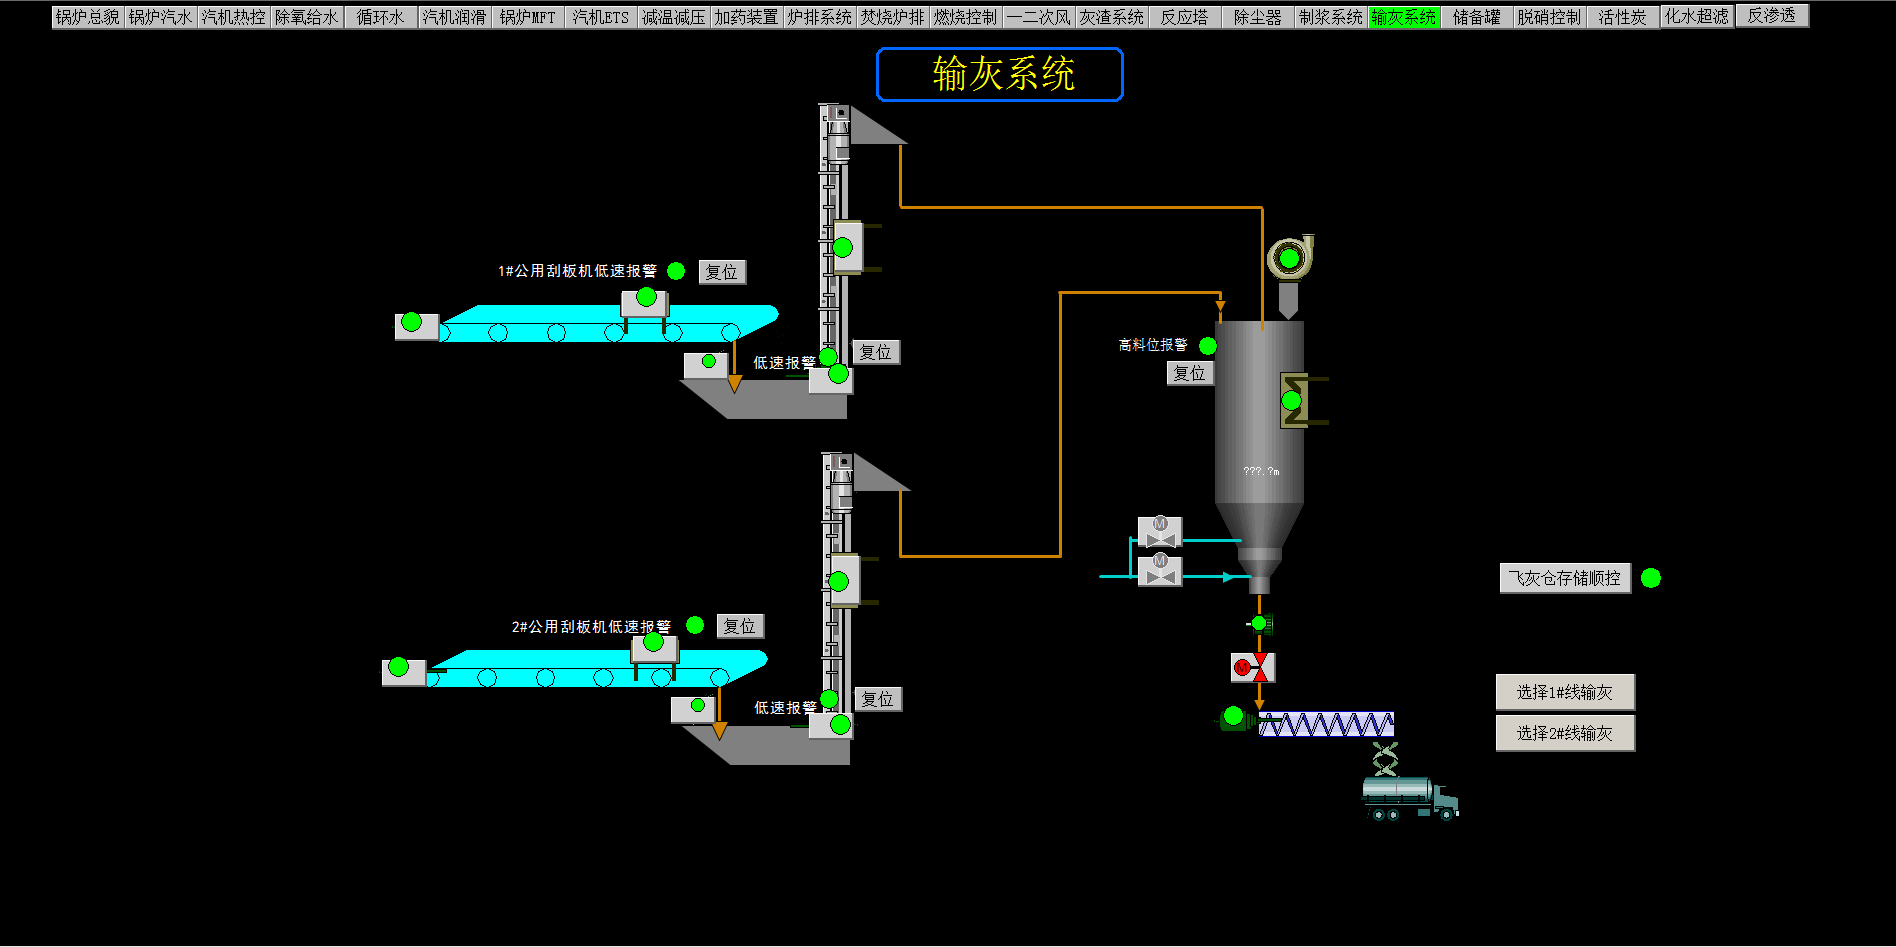 锅炉总貌 锅炉汽水 汽机热控 除氧给水 循环水 汽机润滑 锅炉MFT 汽机ETS 减温减压 加药装置 炉排系统 焚烧炉排 燃烧控制 一二次风 灰渣系统 反应塔 除尘器 制浆系统 输灰系统 储备罐 脱硝控制 活性炭 化水超滤 反渗透
输灰系统
1#公用刮板机低速报警 复位
低速报警 复位
高料位报警
复位
???.?m
M
M
飞灰仓存储顺控
2#公用刮板机低速报警 复位
M
低速报警 复位
选择1#线输灰
选择2#线输灰